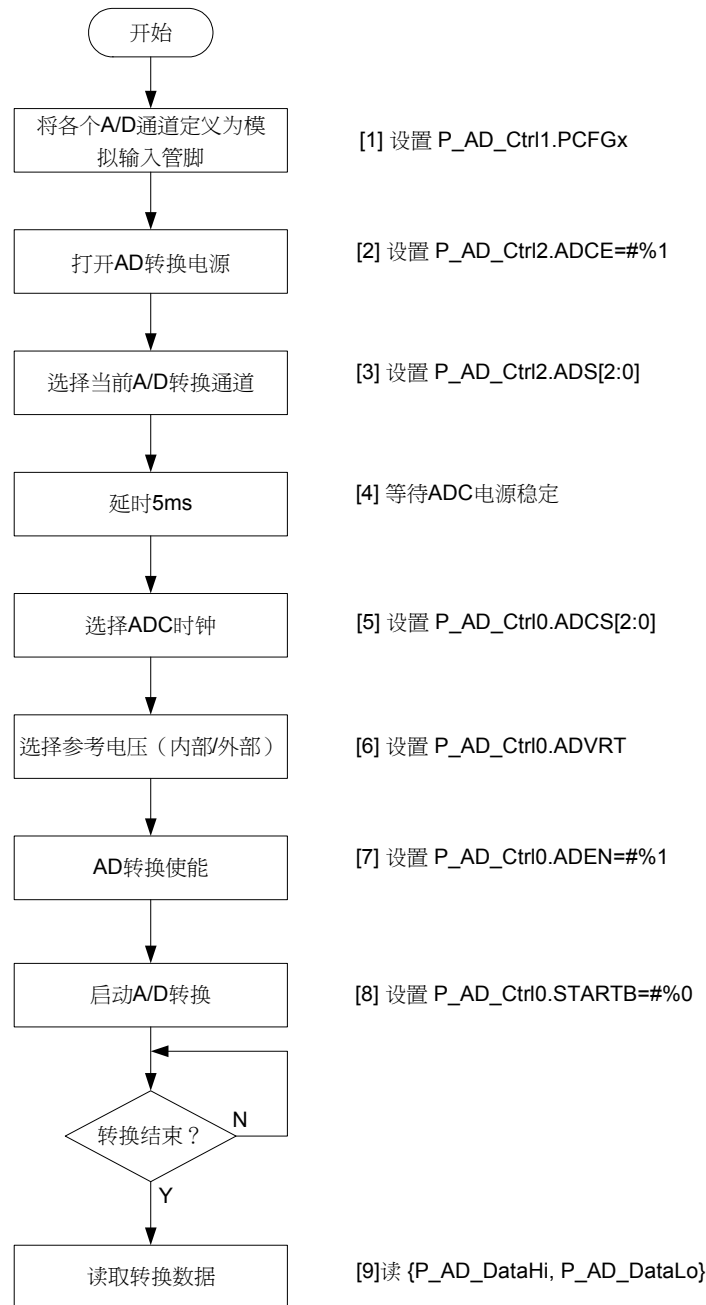 开始
将各个A/D通道定义为模
拟输入管脚
[1] 设置 P_AD_Ctrl1.PCFGx
打开AD转换电源
[2] 设置 P_AD_Ctrl2.ADCE=#%1
选择当前A/D转换通道
[3] 设置 P_AD_Ctrl2.ADS[2:0]
延时5ms
[4] 等待ADC电源稳定
选择ADC时钟
[5] 设置 P_AD_Ctrl0.ADCS[2:0]
选择参考电压（内部/外部）
[6] 设置 P_AD_Ctrl0.ADVRT
AD转换使能
[7] 设置 P_AD_Ctrl0.ADEN=#%1
启动A/D转换
[8] 设置 P_AD_Ctrl0.STARTB=#%0
转换结束？
N
Y
读取转换数据
[9]读 {P_AD_DataHi, P_AD_DataLo}